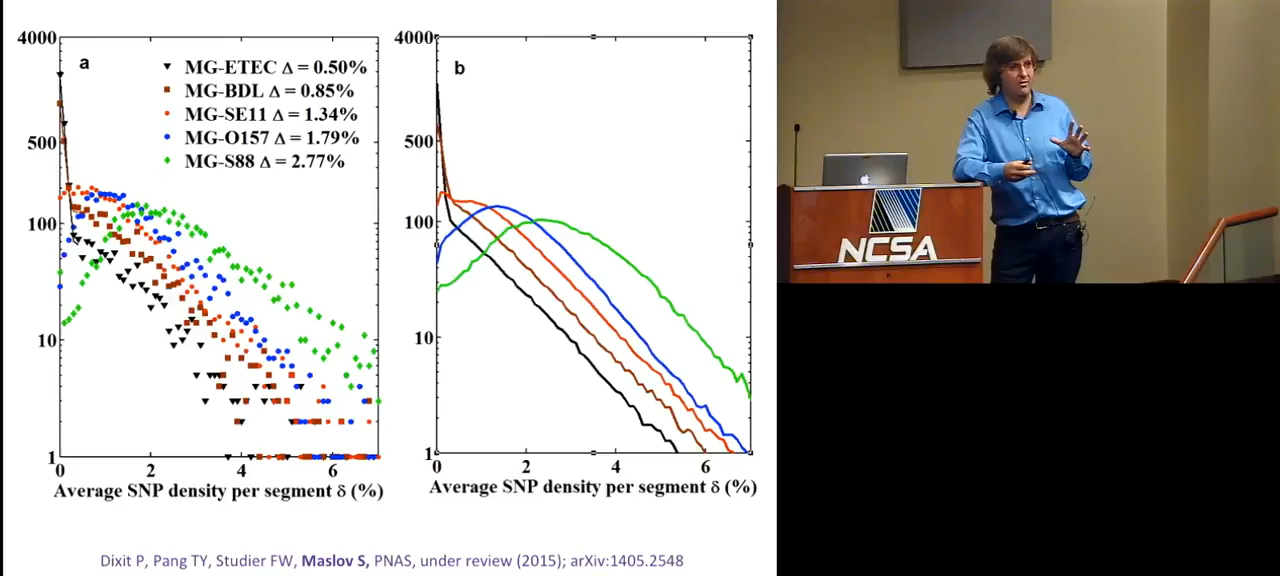 a
4000
500
100
10
1
0
2
4
6
▼ MG-ETEC Δ = 0.50%
■ MG-BDL Δ = 0.85%
● MG-SE11 Δ = 1.34%
● MG-O157 Δ = 1.79%
◆ MG-S88 Δ = 2.77%
Average SNP density per segment δ (%)
b
4000
500
100
10
1
0
2
4
6
Average SNP density per segment δ (%)
Dixit P, Pang TY, Studier FW, Maslov S, PNAS, under review (2015); arXiv:1405.2548
NCSA